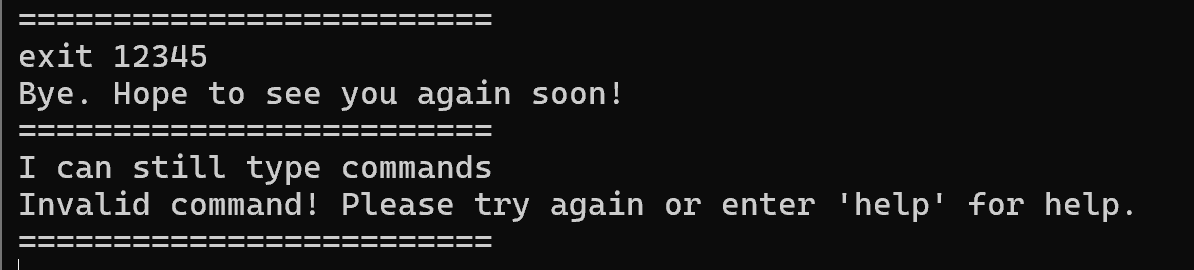 =========================
exit 12345
Bye. Hope to see you again soon!
=========================
I can still type commands
Invalid command! Please try again or enter 'help' for help.
=========================